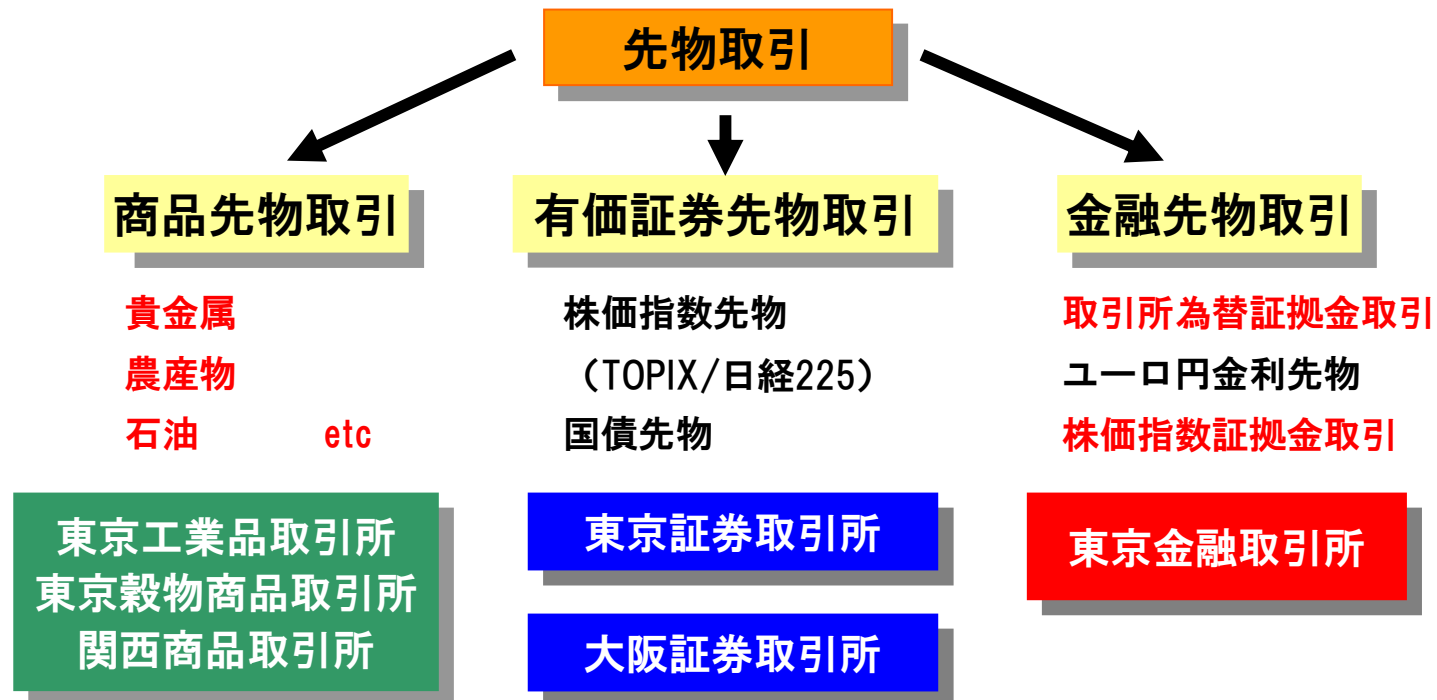 先物取引
商品先物取引
貴金属
農産物
石油 etc
東京工業品取引所
東京穀物商品取引所
関西商品取引所
有価証券先物取引
株価指数先物
（TOPIX/日経225）
国債先物
東京証券取引所
大阪証券取引所
金融先物取引
取引所為替証拠金取引
ユーロ円金利先物
株価指数証拠金取引
東京金融取引所